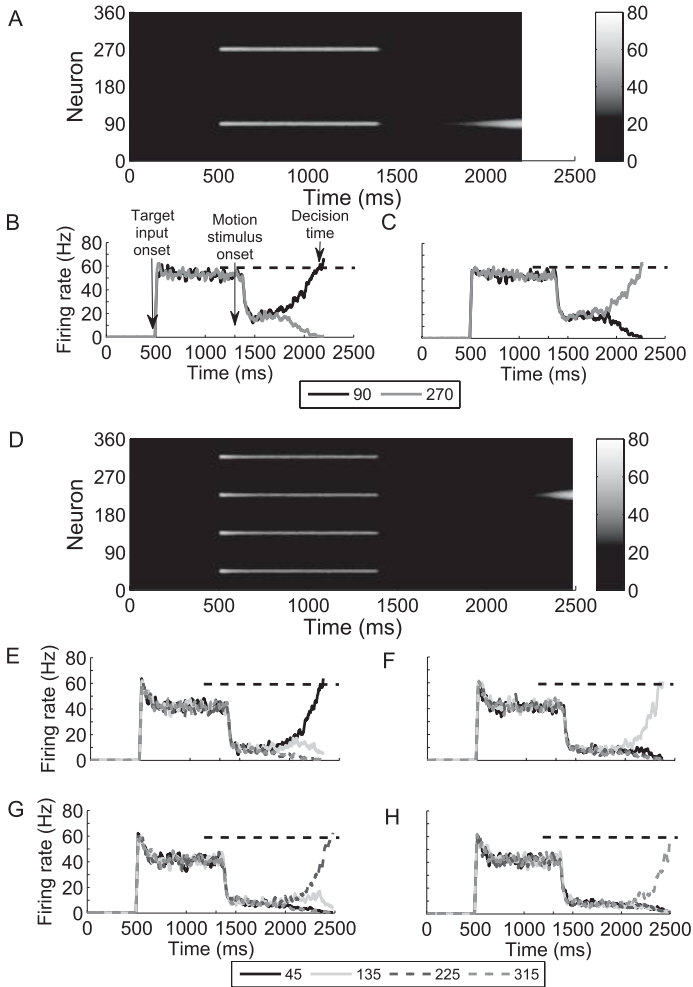 A
360
270
180
90
0
Neuron
500
1000
1500
2000
2500
Time (ms)
80
60
40
20
0
B
Target
input
onset
Motion
stimulus
onset
Decision
time
80
60
40
20
0
Firing rate (Hz)
0
500
1000
1500
2000
2500
Time (ms)
C
0
500
1000
1500
2000
2500
Time (ms)
90
270
D
360
270
180
90
0
Neuron
0
500
1000
1500
2000
2500
Time (ms)
80
60
40
20
0
E
80
60
40
20
0
Firing rate (Hz)
F
G
80
60
40
20
0
Firing rate (Hz)
0
500
1000
1500
2000
2500
Time (ms)
H
0
500
1000
1500
2000
2500
Time (ms)
45
135
225
315